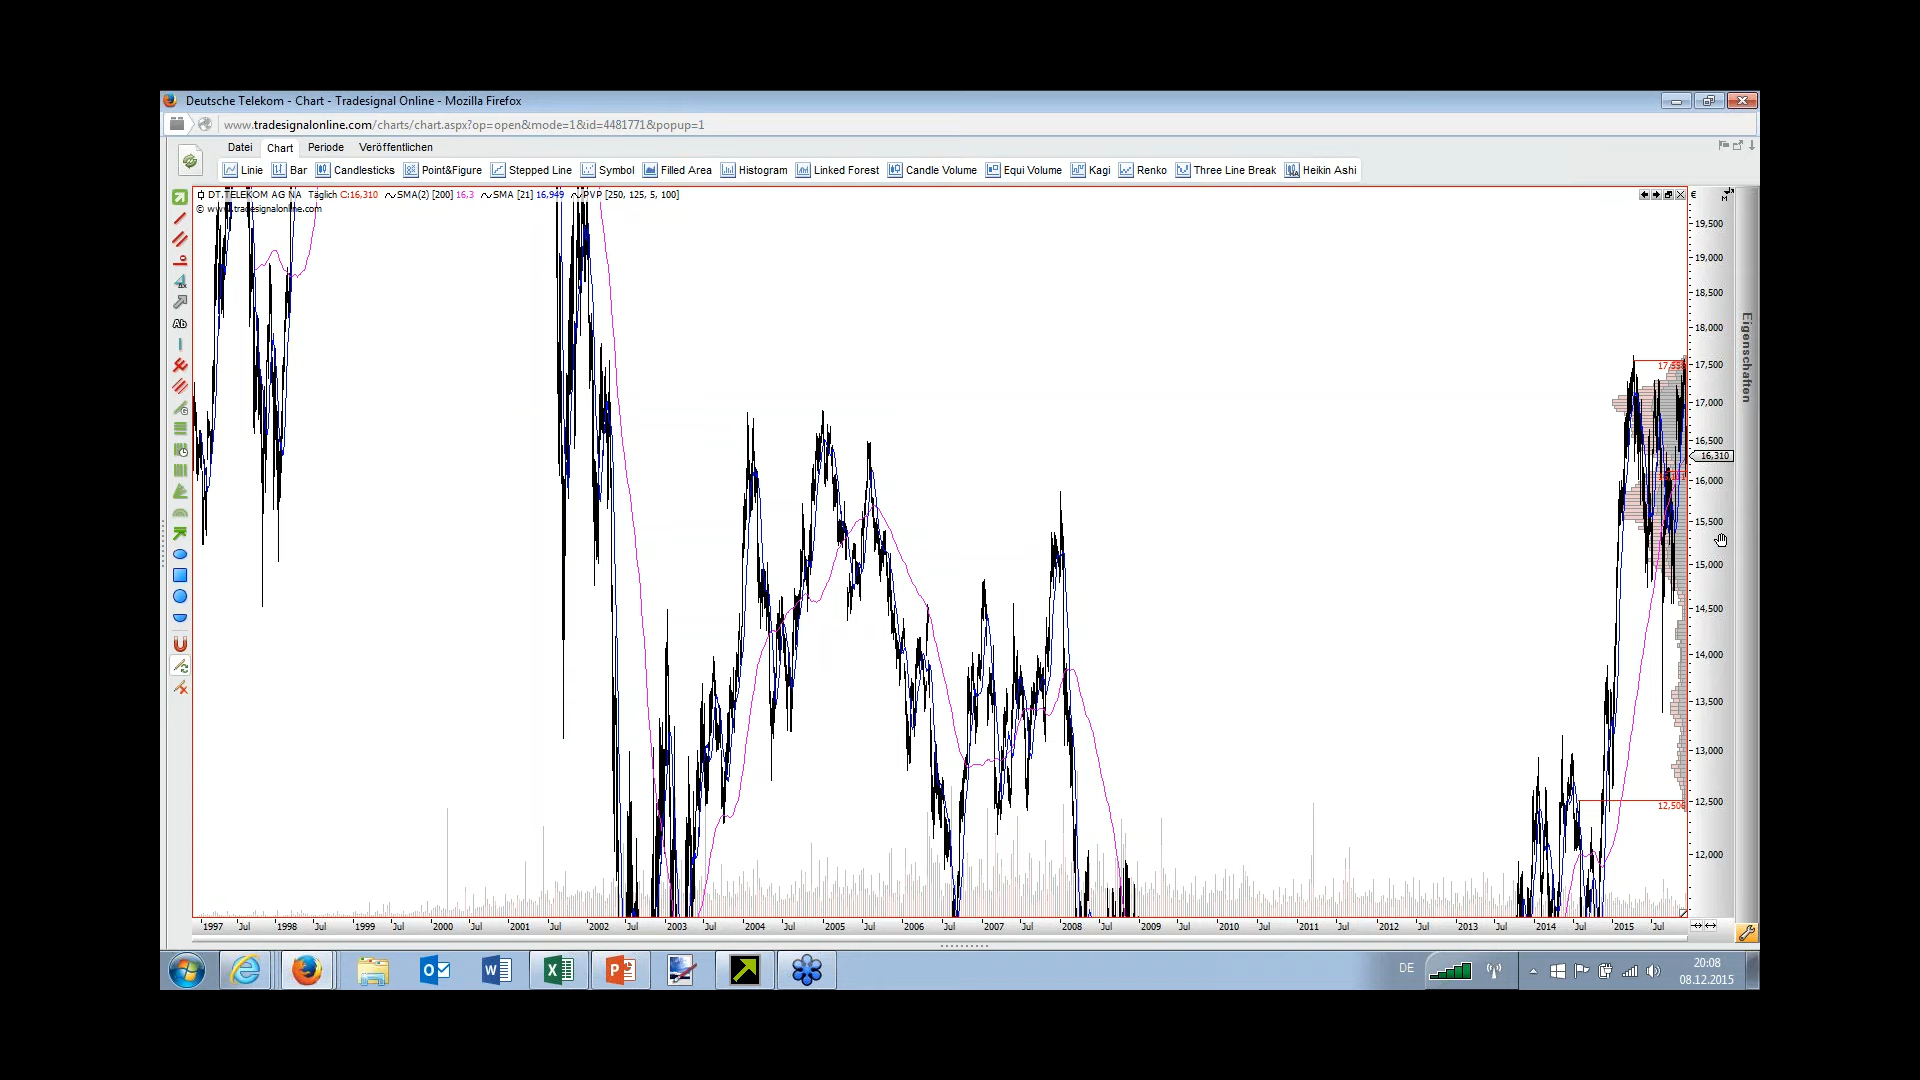 Deutsche Telekom - Chart - Tradesignal Online - Mozilla Firefox
www.tradesignalonline.com/charts/chart.aspx?op=open&mode=1&id=4481771&popup=1
Datei Chart Periode Veröffentlichen
Linie Bar Candlesticks Point&Figure Stepped Line Symbol Filled Area Histogram Linked Forest Candle Volume Equi Volume Kagi Renko Three Line Break Heikin Ashi
DT.TELEKOM AG NA Täglich C:16,310 SMA(2) [200] 16,3 SMA [21] 16,949 PVP [250, 125, 5, 100]
© www.tradesignalonline.com
€
19,500
19,000
18,500
18,000
17,500
17,000
16,500
16,310
16,000
15,500
15,000
14,500
14,000
13,500
13,000
12,500
12,506
12,000
Eigenschaften
Ab
1997 Jul 1998 Jul 1999 Jul 2000 Jul 2001 Jul 2002 Jul 2003 Jul 2004 Jul 2005 Jul 2006 Jul 2007 Jul 2008 Jul 2009 Jul 2010 Jul 2011 Jul 2012 Jul 2013 Jul 2014 Jul 2015 Jul
DE
20:08
08.12.2015